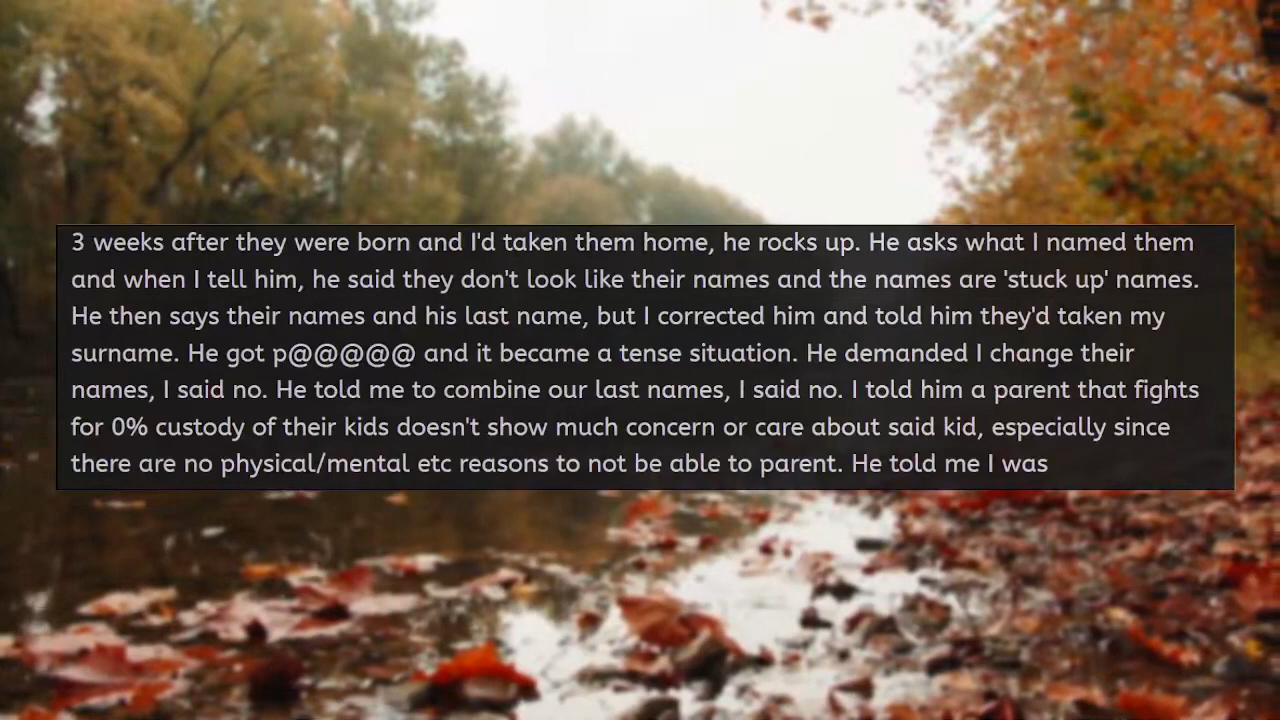 3 weeks after they were born and I'd taken them home, he rocks up. He asks what I named them
and when I tell him, he said they don't look like their names and the names are 'stuck up' names.
He then says their names and his last name, but I corrected him and told him they'd taken my
surname. He got p@@@@@ and it became a tense situation. He demanded I change their
names, I said no. He told me to combine our last names, I said no. I told him a parent that fights
for 0% custody of their kids doesn't show much concern or care about said kid, especially since
there are no physical/mental etc reasons to not be able to parent. He told me I was